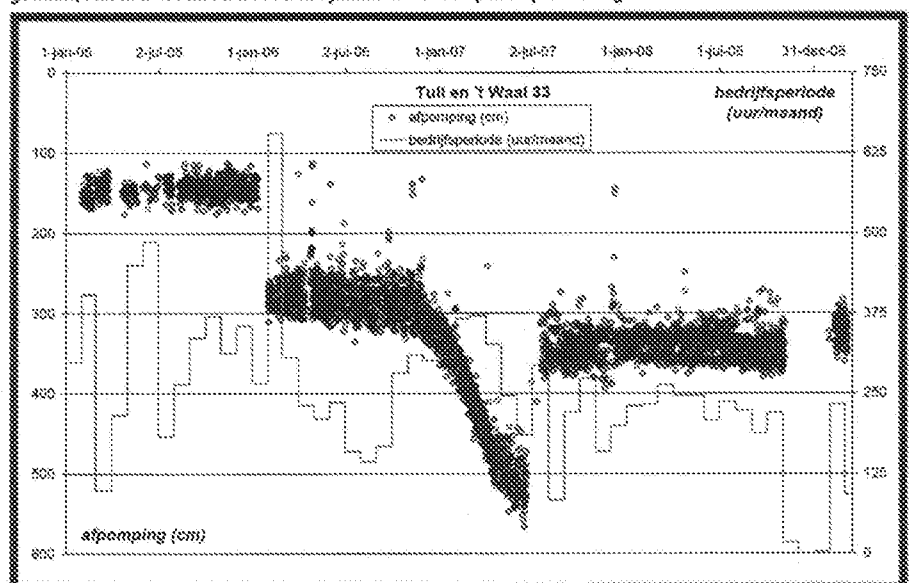 1-jan-05 2-jul-05 1-jan-06 2-jul-06 1-jan-07 2-jul-07 1-jan-08 1-jul-08 31-dec-08
0 750
Tull en 't Waal 33
bedrijfsperiode
(uur/maand)
afpomping (cm)
bedrijfsperiode (uur/maand)
100 625
200 500
300 375
400 250
500 125
afpomping (cm)
600 0